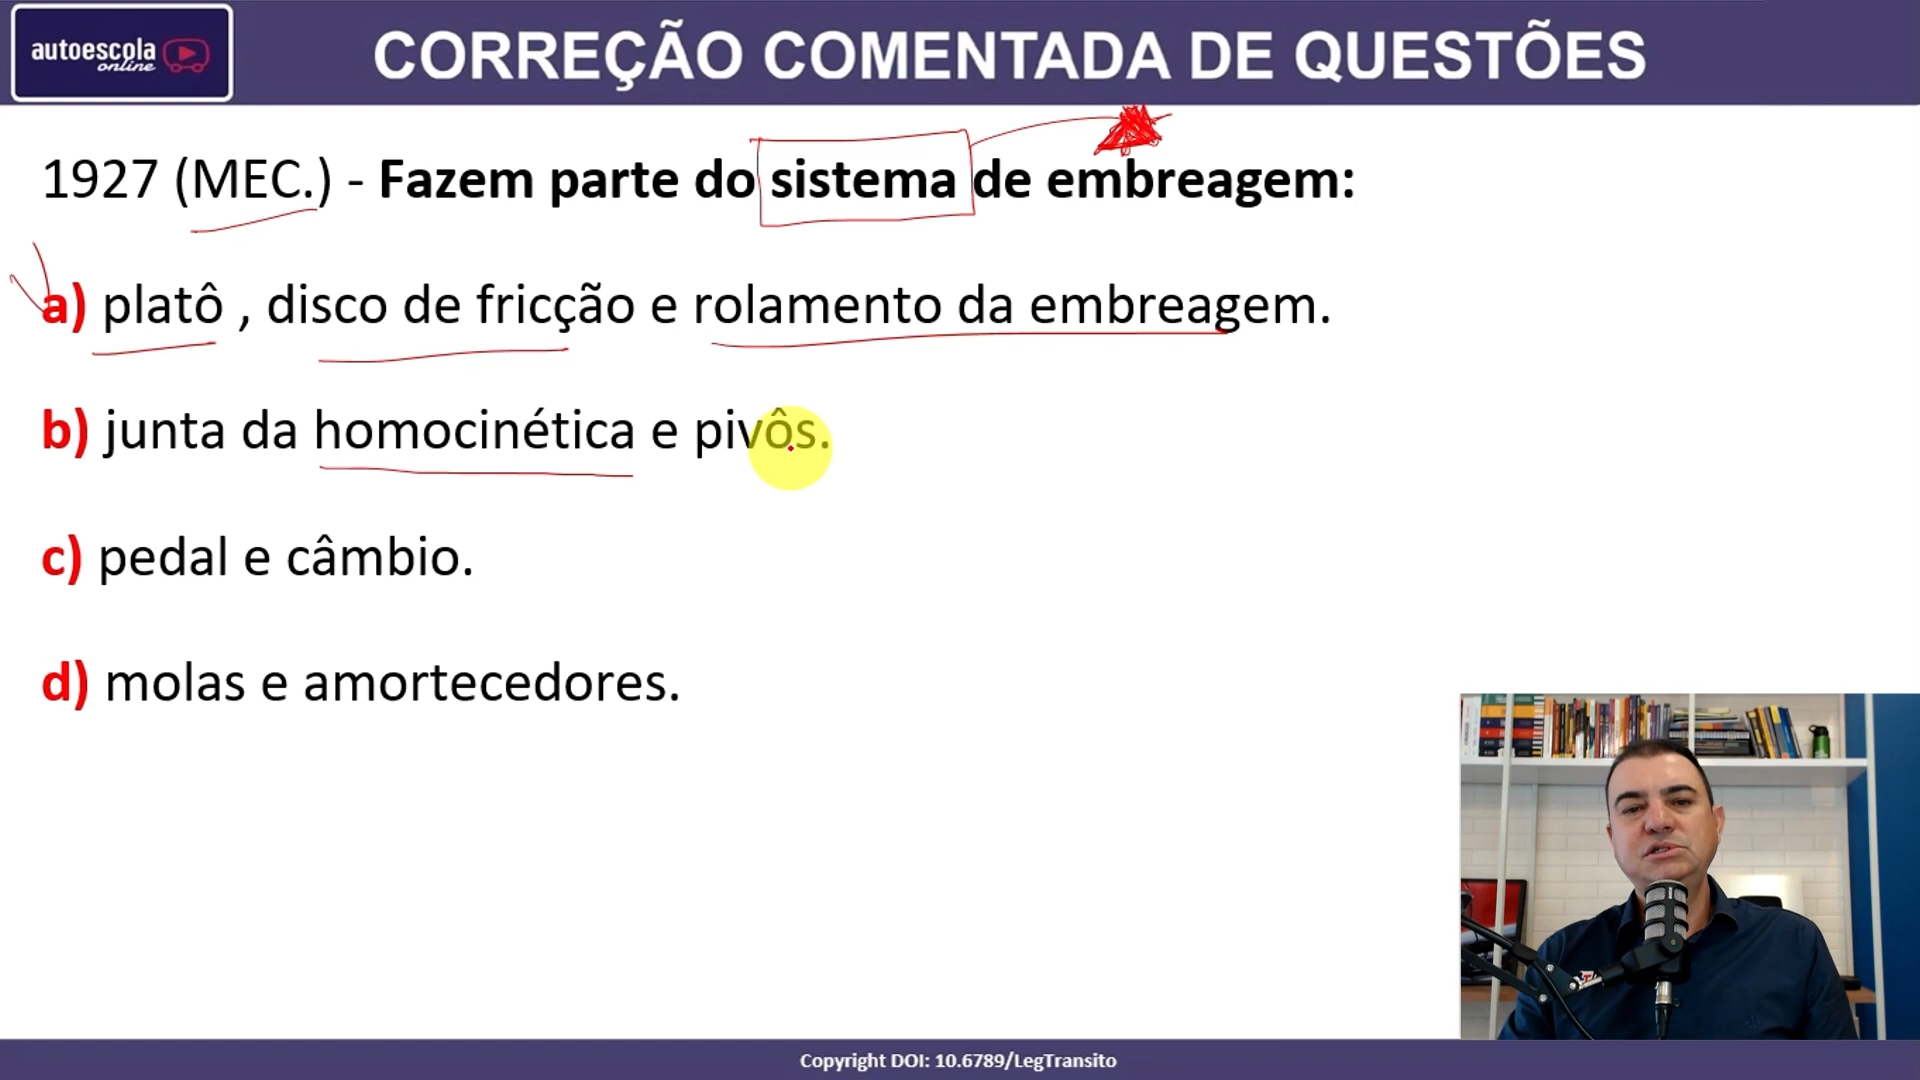 autoescola
online
CORREÇÃO COMENTADA DE QUESTÕES
1927 (MEC.) - Fazem parte do sistema de embreagem:
a) platô , disco de fricção e rolamento da embreagem.
b) junta da homocinética e pivôs.
c) pedal e câmbio.
d) molas e amortecedores.
Copyright DOI: 10.6789/LegTransito